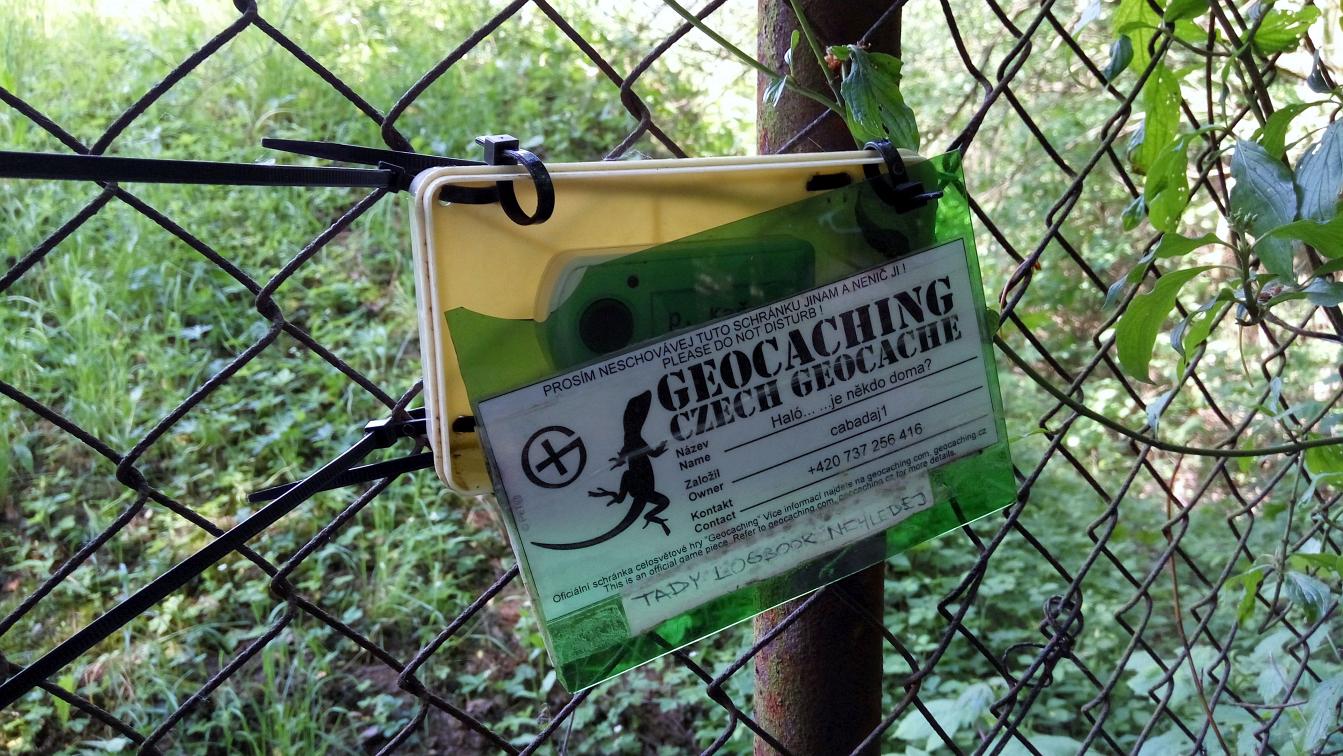 PROSÍM NESCHOVÁVEJ TUTO SCHRÁNKU JINAM A NENIČ JI !
PLEASE DO NOT DISTURB !
GEOCACHING
CZECH GEOCACHE
Název
Name
Haló... ...je někdo doma?
Založil
Owner
cabadaj1
Kontakt
Contact
+420 737 256 416
Oficiální schránka celosvětové hry "Geocaching" Více informací najdete na geocaching.com, geocaching.cz
This is an official game piece. Refer to geocaching.com, geocaching.cz for more details.
TADY LOGBOOK NEHLEDEJ